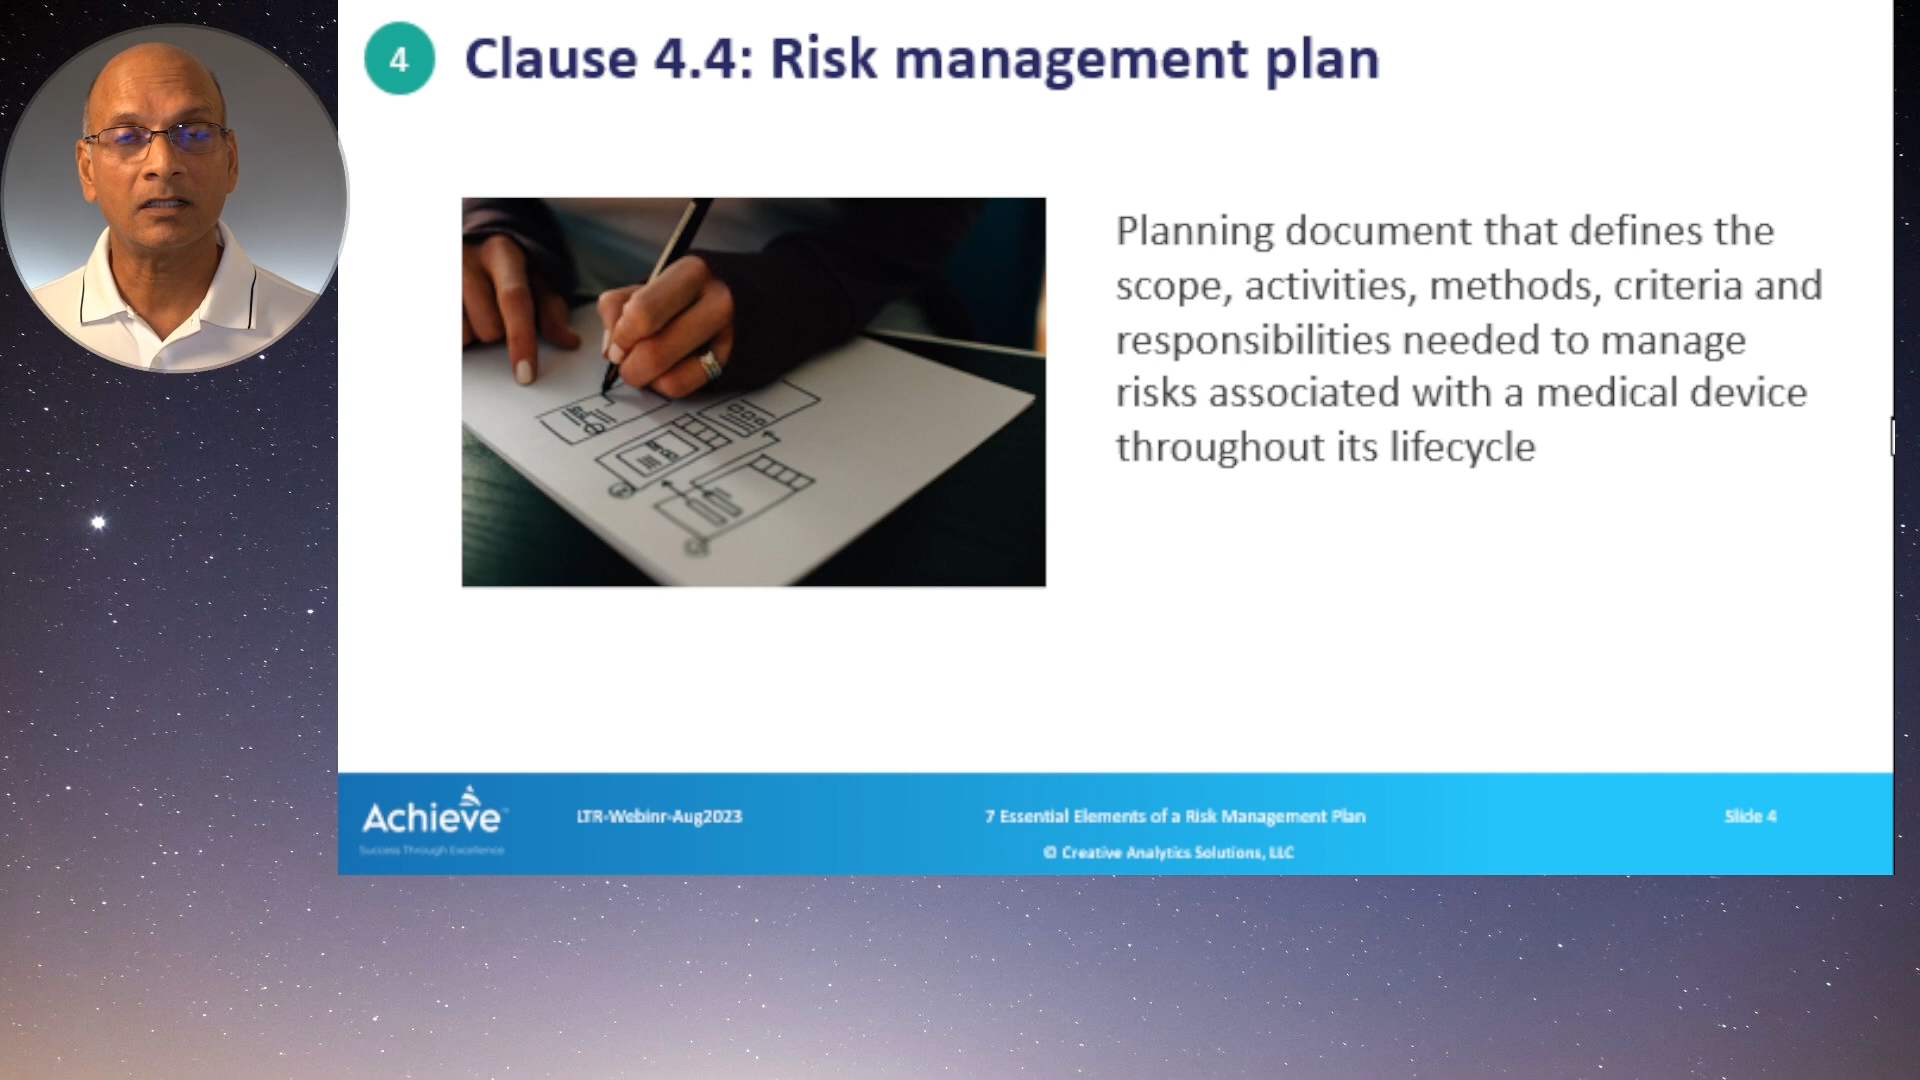 4
Clause 4.4: Risk management plan
Planning document that defines the
scope, activities, methods, criteria and
responsibilities needed to manage
risks associated with a medical device
throughout its lifecycle
Achieve™
Success Through Excellence
LTR-Webinr-Aug2023
7 Essential Elements of a Risk Management Plan
© Creative Analytics Solutions, LLC
Slide 4